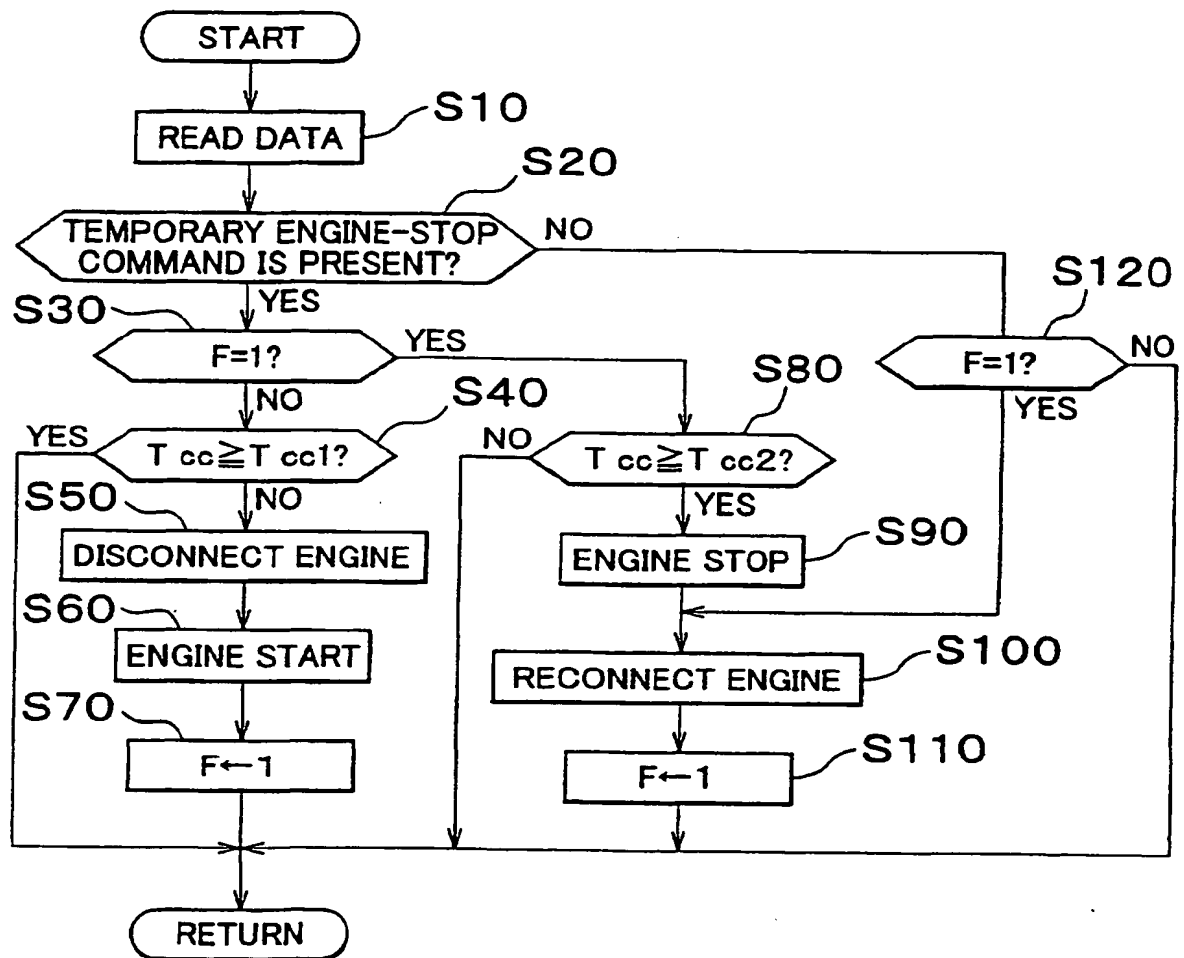 START
S10
READ DATA
S20
TEMPORARY ENGINE-STOP
COMMAND IS PRESENT?
NO
YES
S30
F=1?
YES
NO
S120
F=1?
NO
YES
S40
YES
T cc≧T cc1?
NO
S80
NO
T cc≧T cc2?
YES
S50
DISCONNECT ENGINE
S90
ENGINE STOP
S60
ENGINE START
S100
RECONNECT ENGINE
S70
F←1
S110
F←1
RETURN